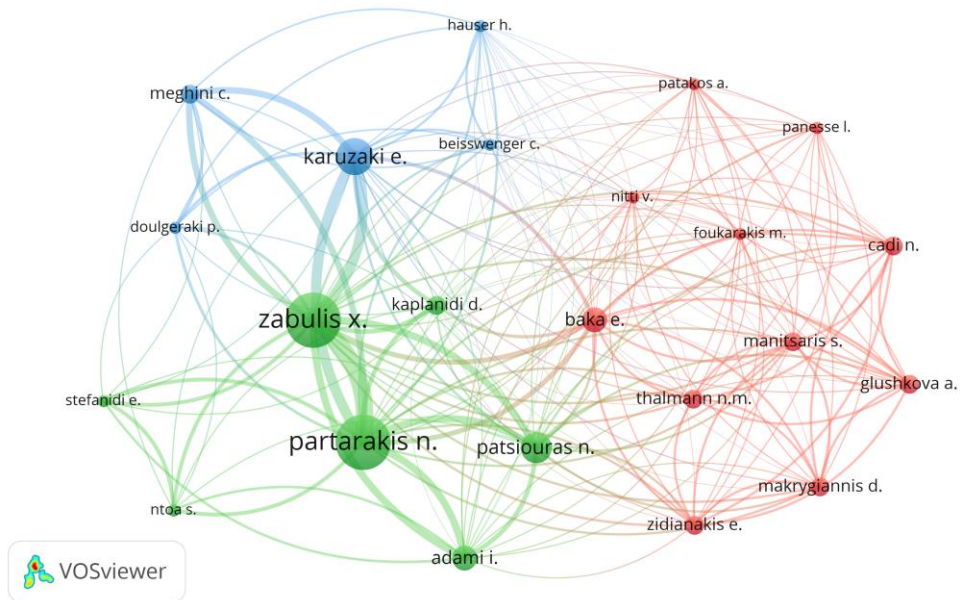 hauser h.
patakos a.
meghini c.
panesse l.
beisswenger c.
karuzaki e.
nitti v.
doulgeraki p.
foukarakis m.
cadi n.
kaplanidi d.
zabulis x.
baka e.
manitsaris s.
glushkova a.
stefanidi e.
thalmann n.m.
partarakis n.
patsiouras n.
makrygiannis d.
ntoa s.
zidianakis e.
adami i.
VOSviewer